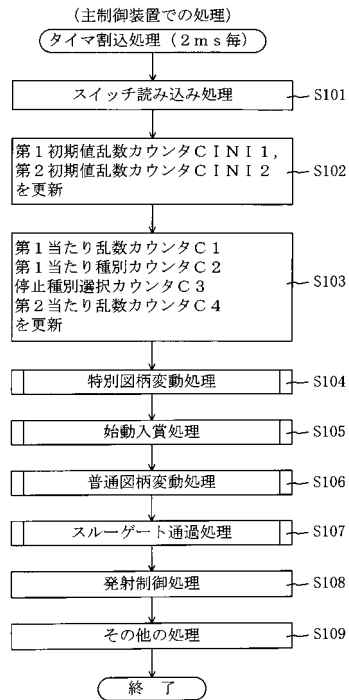 (主制御装置での処理)
タイマ割込処理(2ms毎)
スイッチ読み込み処理 S101
第1初期値乱数カウンタCINI1,
第2初期値乱数カウンタCINI2
を更新 S102
第1当たり乱数カウンタC1
第1当たり種別カウンタC2
停止種別選択カウンタC3
第2当たり乱数カウンタC4
を更新 S103
特別図柄変動処理 S104
始動入賞処理 S105
普通図柄変動処理 S106
スルーゲート通過処理 S107
発射制御処理 S108
その他の処理 S109
終 了